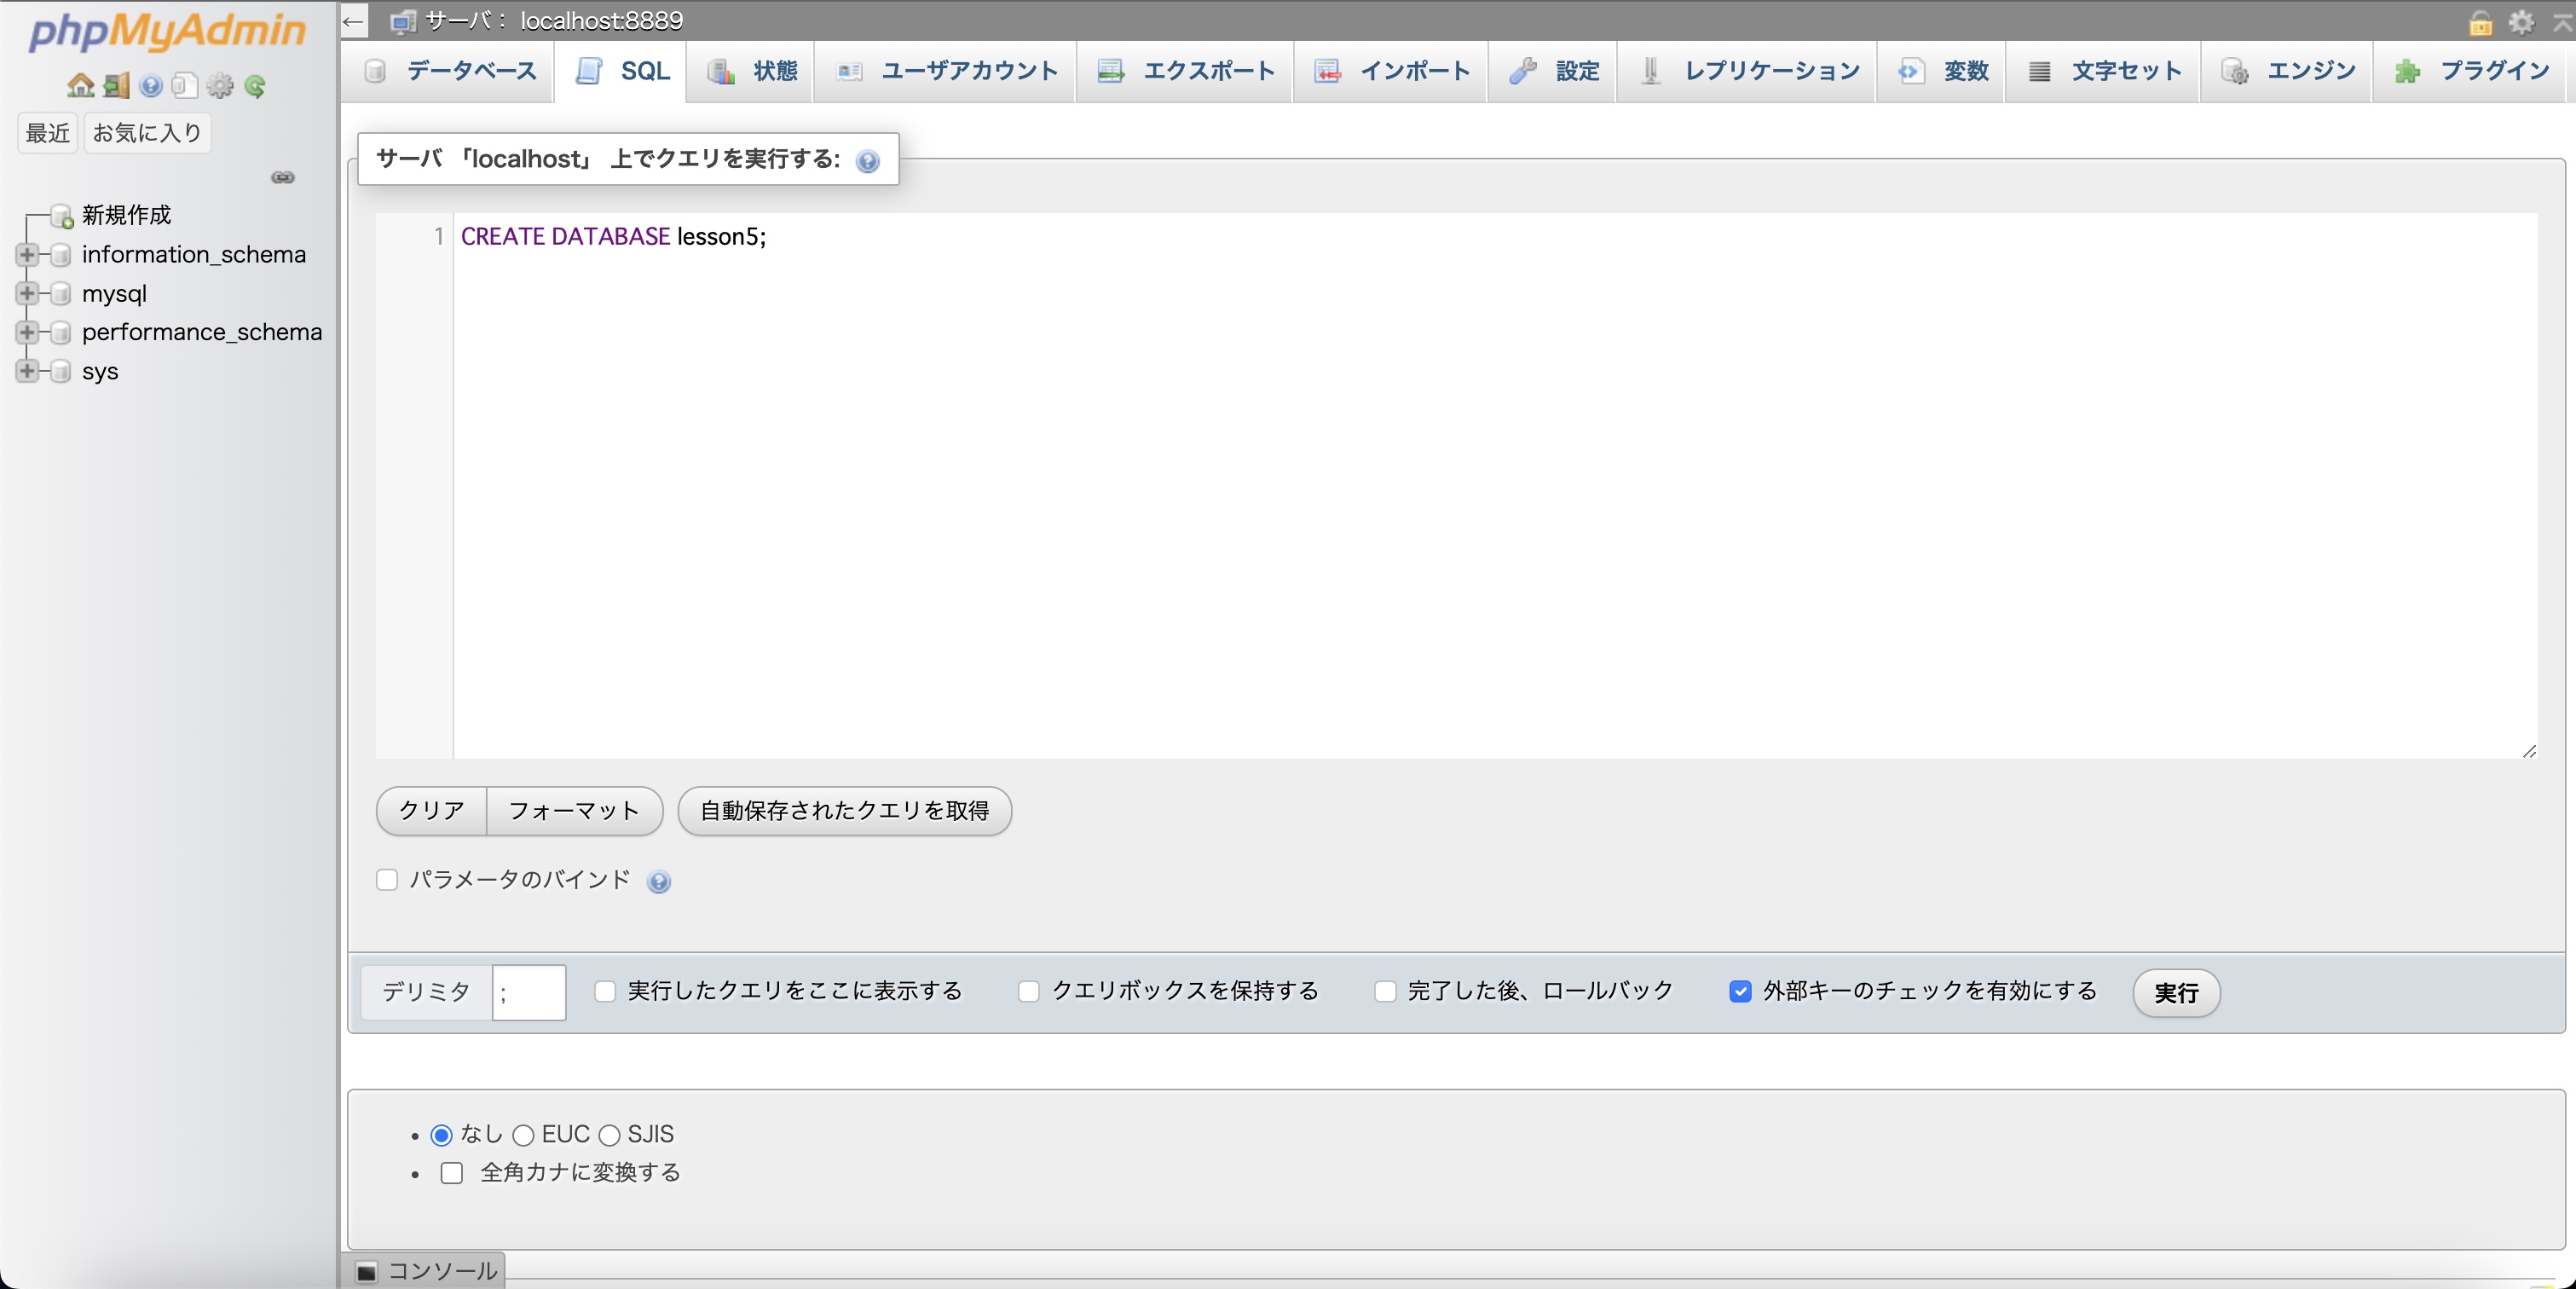 phpMyAdmin
最近 お気に入り
新規作成
information_schema
mysql
performance_schema
sys
← サーバ： localhost:8889
データベース SQL 状態 ユーザアカウント エクスポート インポート 設定 レプリケーション 変数 文字セット エンジン プラグイン
サーバ 「localhost」 上でクエリを実行する:
1 CREATE DATABASE lesson5;
クリア フォーマット 自動保存されたクエリを取得
パラメータのバインド
デリミタ ; 実行したクエリをここに表示する クエリボックスを保持する 完了した後、ロールバック 外部キーのチェックを有効にする 実行
• なし EUC SJIS
• 全角カナに変換する
コンソール